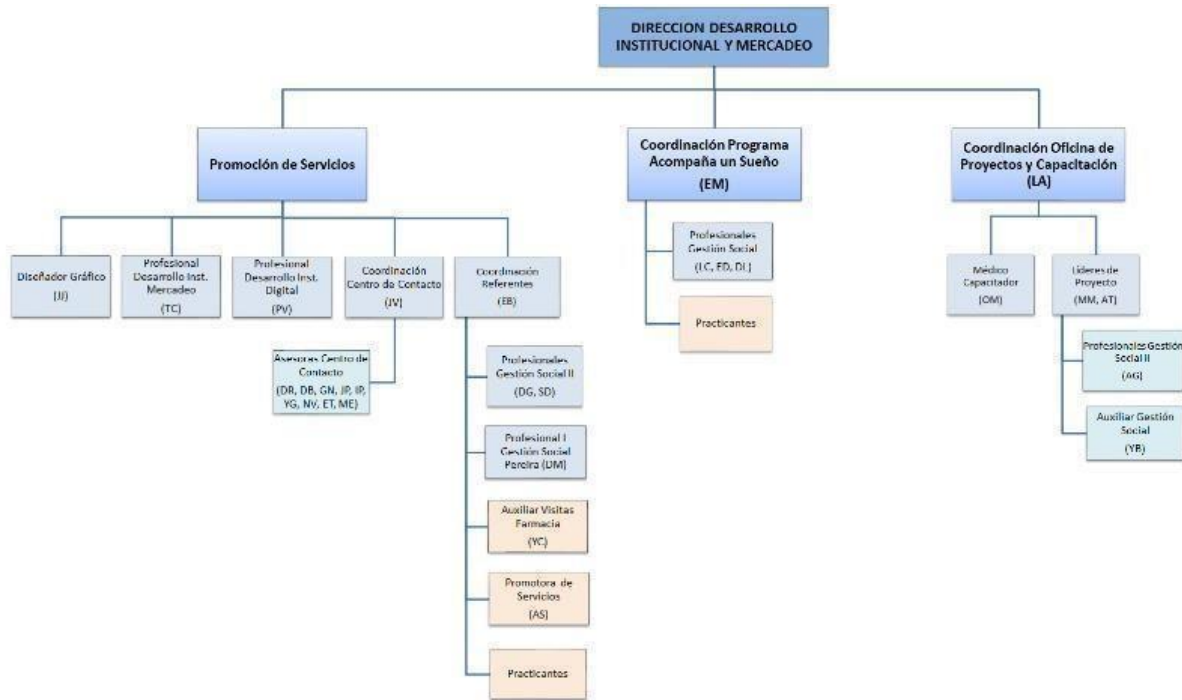 DIRECCION DESARROLLO
INSTITUCIONAL Y MERCADEO
Promoción de Servicios
Coordinación Programa
Acompaña un Sueño
(EM)
Coordinación Oficina de
Proyectos y Capacitación
(LA)
Diseñador Gráfico
(JJ)
Profesional
Desarrollo Inst.
Mercadeo
(TC)
Profesional
Desarrollo Inst.
Digital
(PV)
Coordinación
Centro de Contacto
(JV)
Coordinación
Referentes
(EB)
Asesoras Centro de
Contacto
(DR, DB, GN, JP, IP,
YG, NV, ET, ME)
Profesionales
Gestión Social II
(DG, SD)
Profesional I
Gestión Social
Pereira (DM)
Auxiliar Visitas
Farmacia
(YC)
Promotora de
Servicios
(AS)
Practicantes
Profesionales
Gestión Social
(LC, ED, DL)
Practicantes
Médico
Capacitador
(OM)
Líderes de
Proyecto
(MM, AT)
Profesionales Gestión
Social II
(AG)
Auxiliar Gestión
Social
(YB)